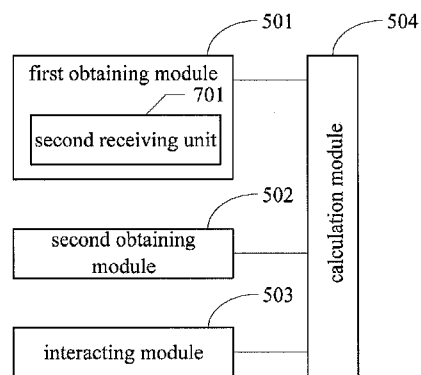 501
504
first obtaining module
701
second receiving unit
502
second obtaining
module
503
interacting module
calculation module